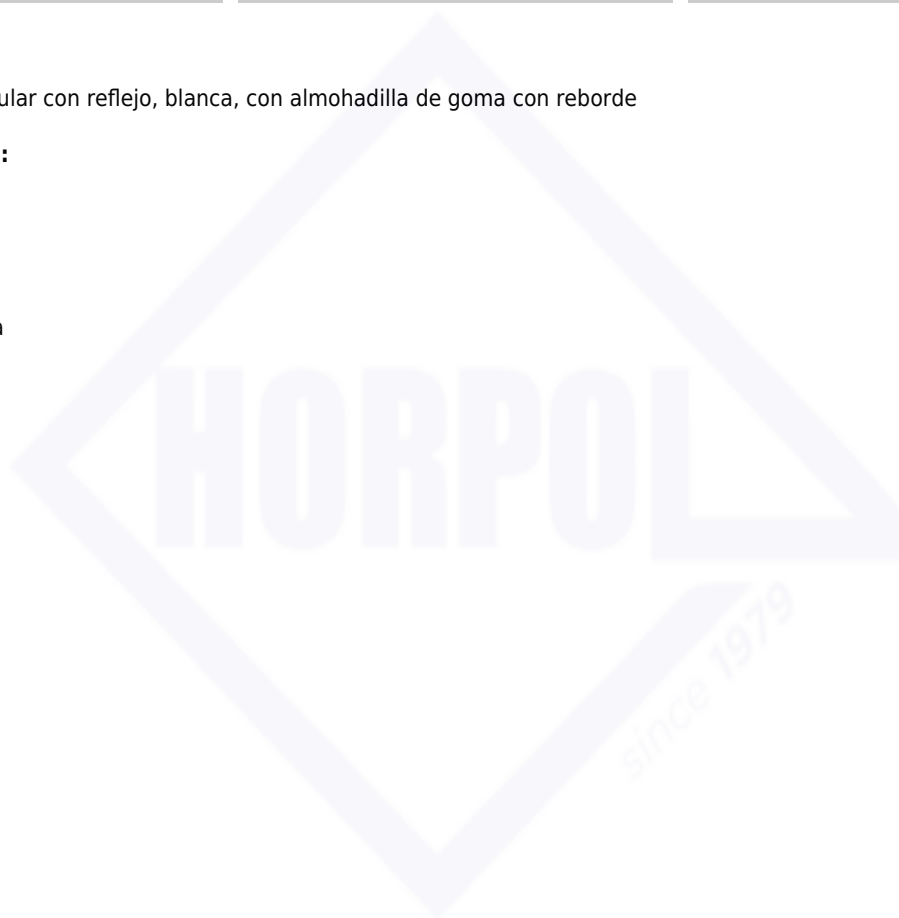 ular con reflejo, blanca, con almohadilla de goma con reborde
:
a
HORPOL
since 1979